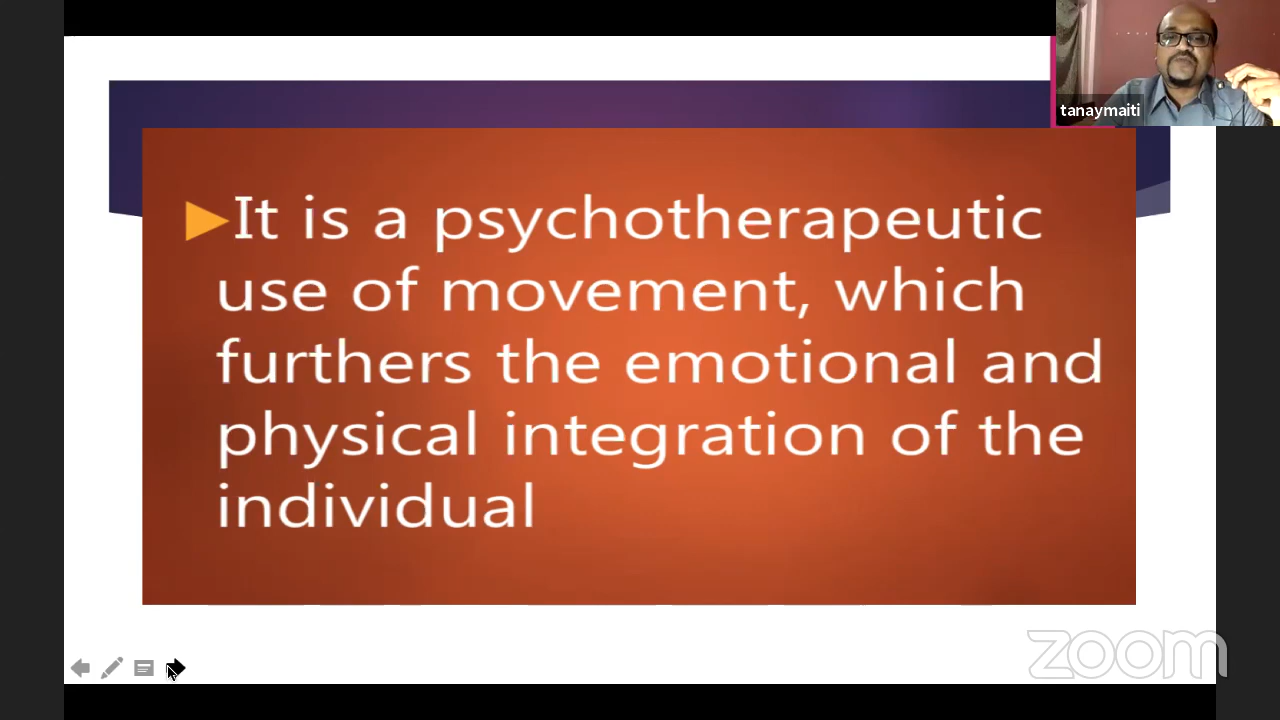 tanaymaiti
It is a psychotherapeutic
use of movement, which
furthers the emotional and
physical integration of the
individual
zoom